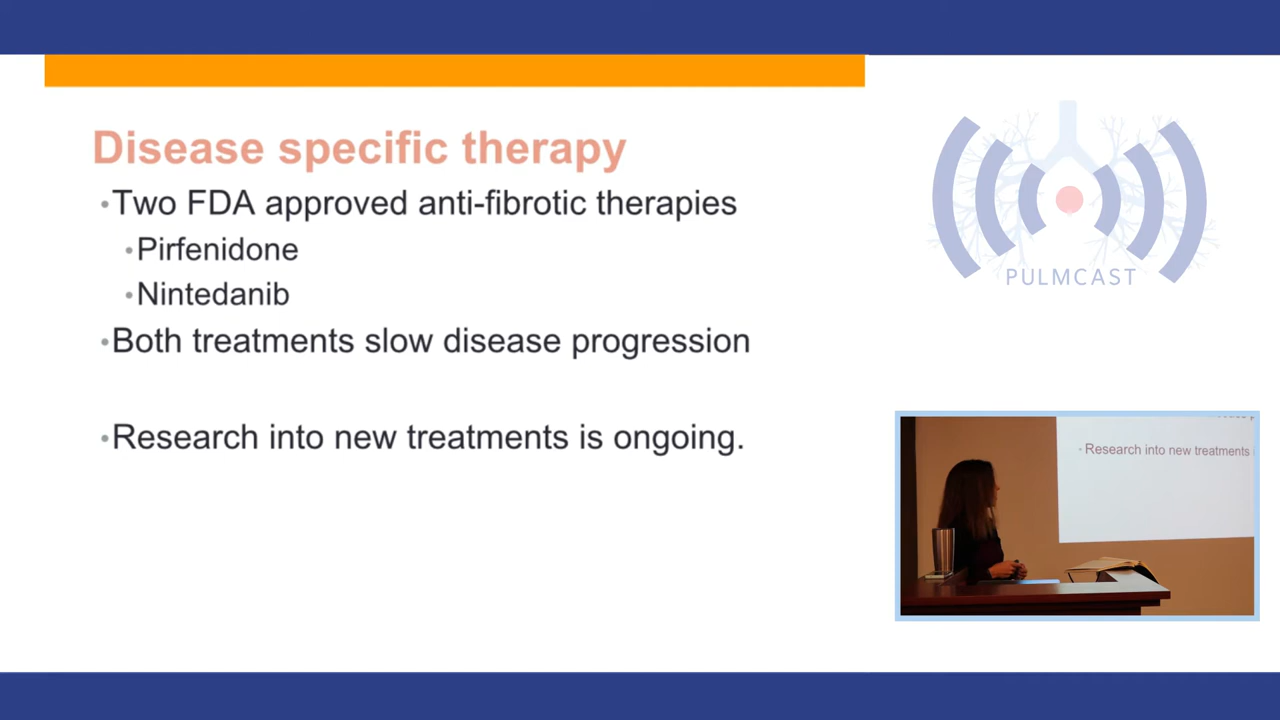 Disease specific therapy
•Two FDA approved anti-fibrotic therapies
•Pirfenidone
•Nintedanib
•Both treatments slow disease progression
•Research into new treatments is ongoing.
PULMCAST
•Research into new treatments